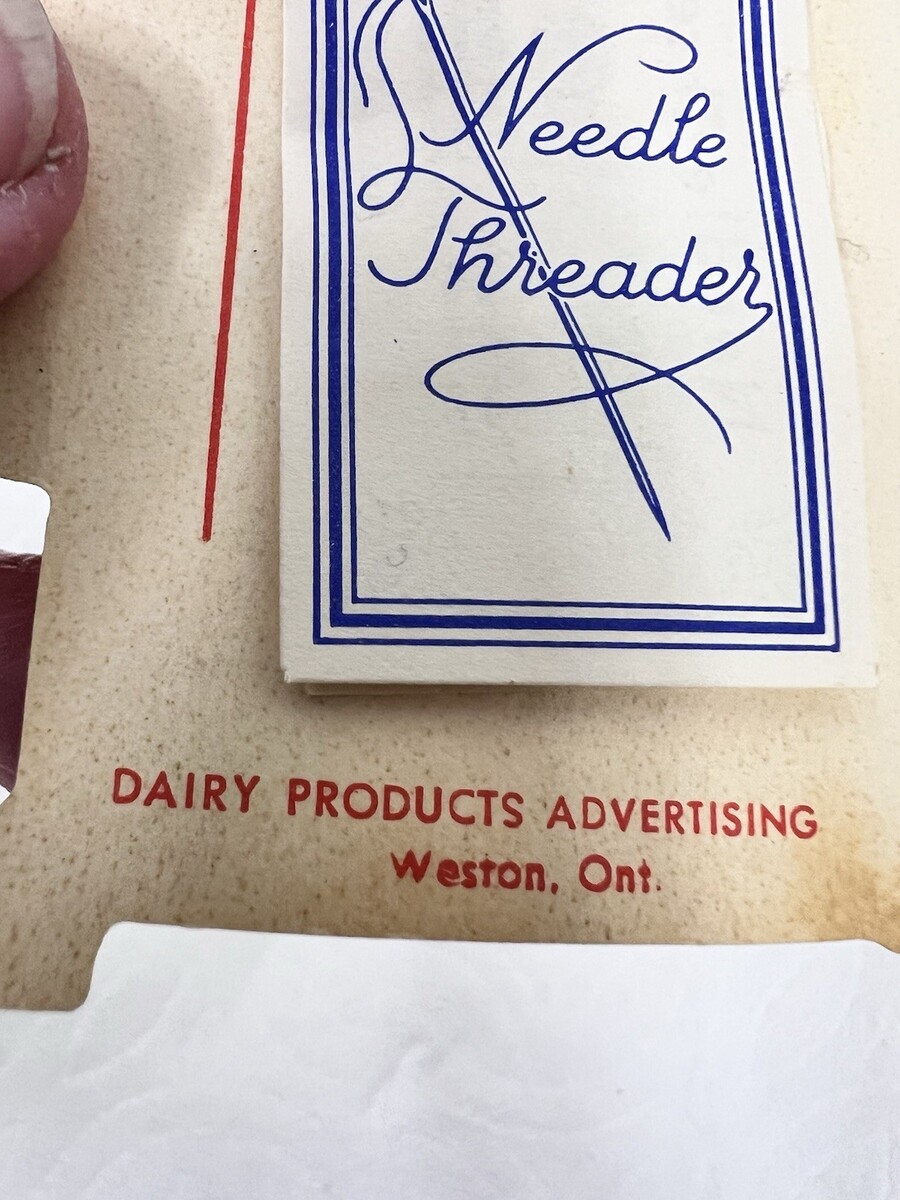 Needle
Threader
DAIRY PRODUCTS ADVERTISING
Weston, Ont.